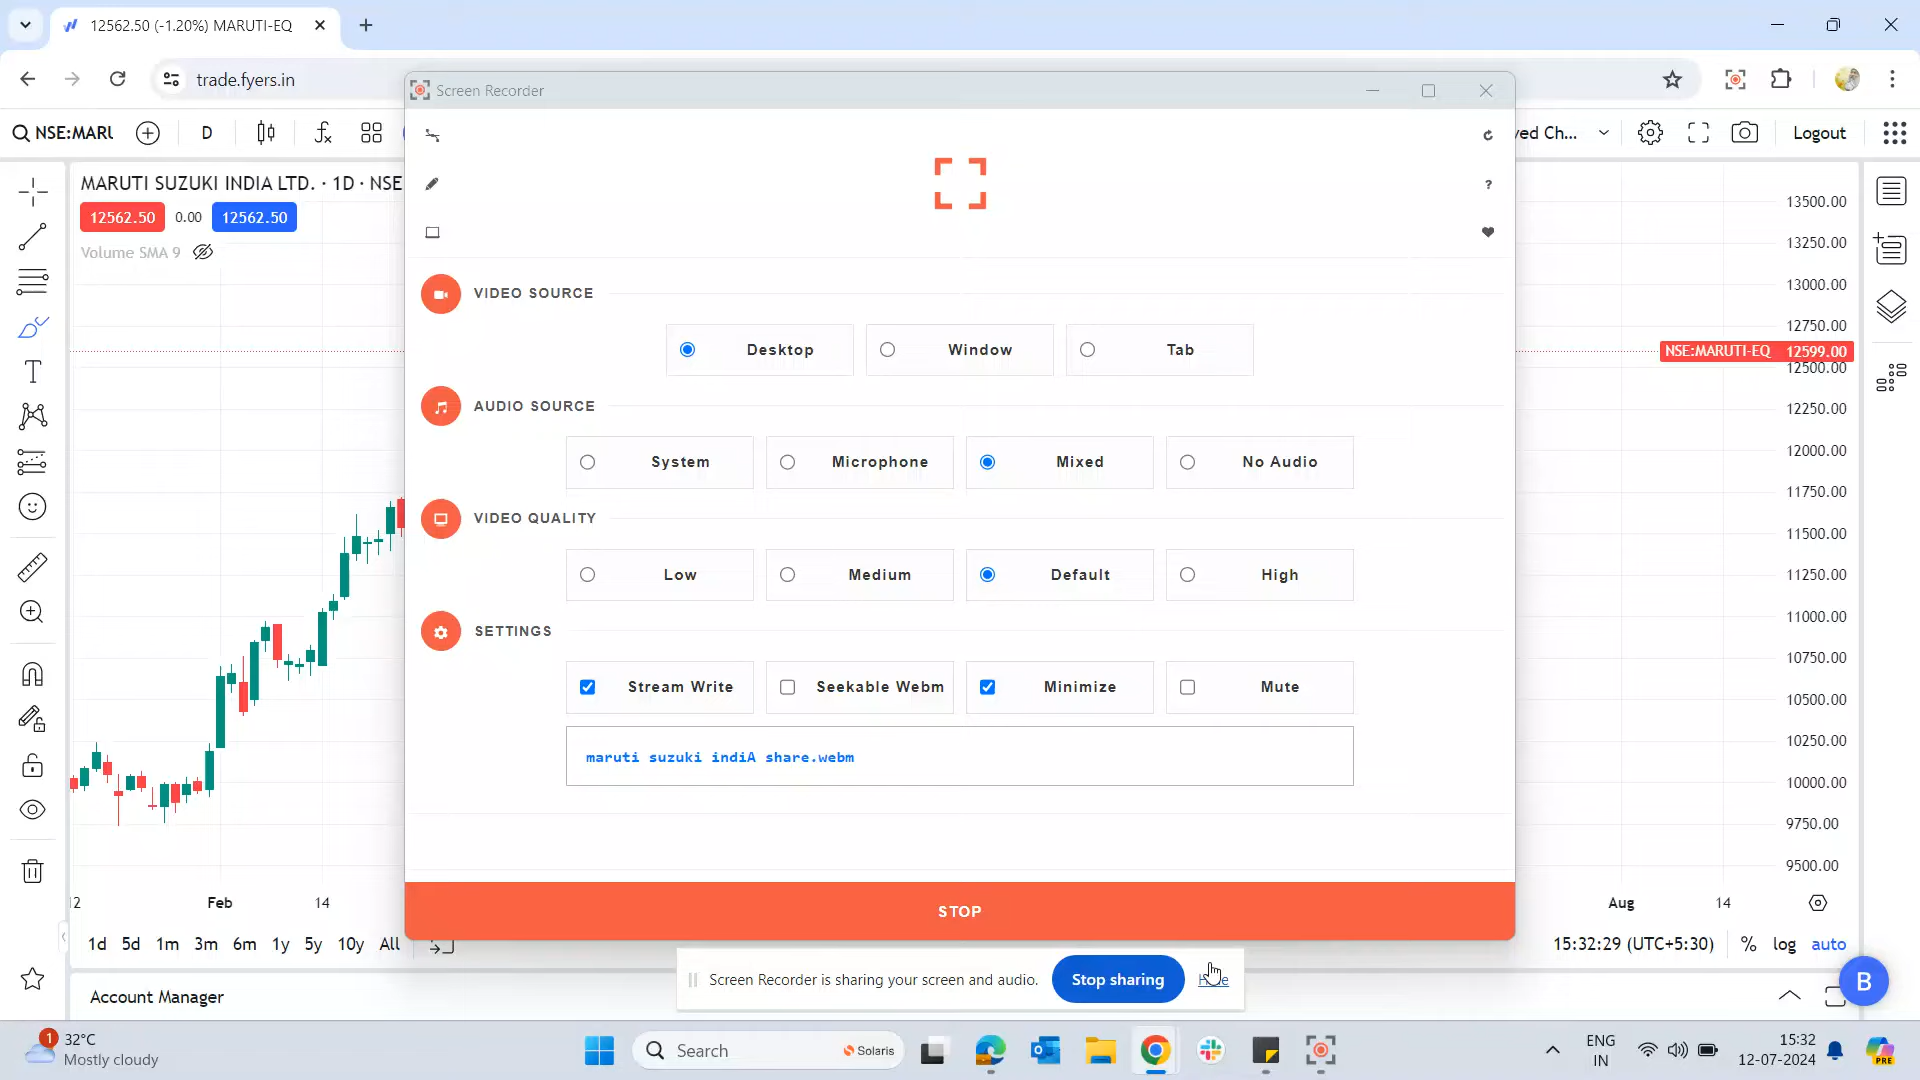 12562.50 (-1.20%) MARUTI-EQ
trade.fyers.in
Screen Recorder
NSE:MARU
D
ved Ch...
Logout
MARUTI SUZUKI INDIA LTD. · 1D · NSE
12562.50 0.00 12562.50
Volume SMA 9
?
VIDEO SOURCE
Desktop Window Tab
AUDIO SOURCE
System Microphone Mixed No Audio
VIDEO QUALITY
Low Medium Default High
SETTINGS
Stream Write Seekable Webm Minimize Mute
maruti suzuki indiA share.webm
STOP
13500.00
13250.00
13000.00
12750.00
NSE:MARUTI-EQ 12599.00
12500.00
12250.00
12000.00
11750.00
11500.00
11250.00
11000.00
10750.00
10500.00
10250.00
10000.00
9750.00
9500.00
12 Feb 14 Aug 14
1d 5d 1m 3m 6m 1y 5y 10y All
15:32:29 (UTC+5:30) % log auto
Screen Recorder is sharing your screen and audio. Stop sharing Hide
Account Manager
B
1
32°C
Mostly cloudy
Search
Solaris
ENG
IN
15:32
12-07-2024
PRE